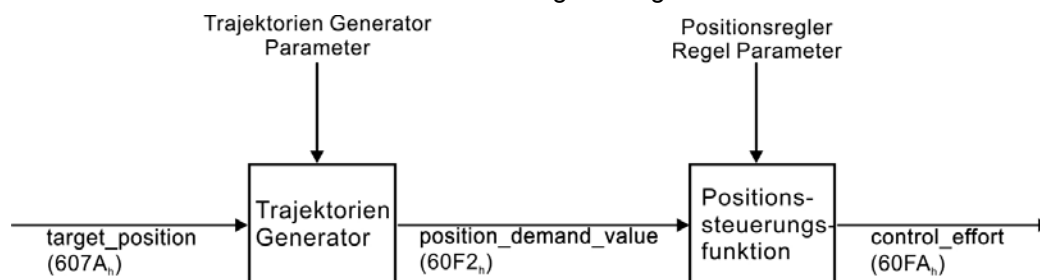 Trajektorien Generator
Parameter
Positionsregler
Regel Parameter
Trajektorien
Generator
Positions-
steuerungs-
funktion
target_position
(607Aₕ)
position_demand_value
(60F2ₕ)
control_effort
(60FAₕ)